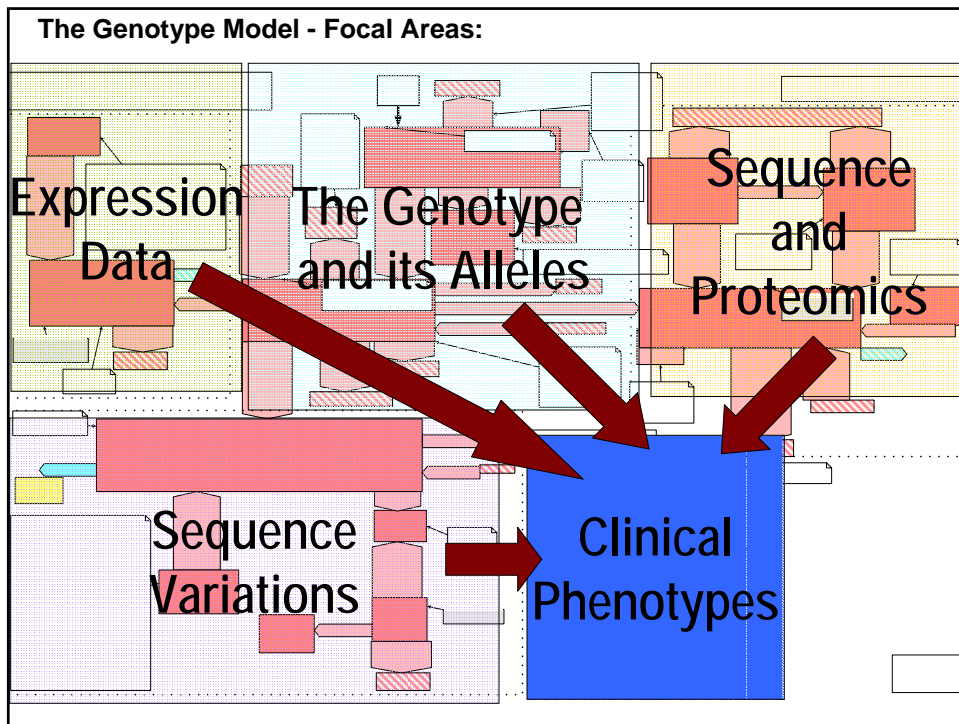 The Genotype Model - Focal Areas:
Expression
Data
The Genotype
and its Alleles
Sequence
and
Proteomics
Sequence
Variations
Clinical
Phenotypes